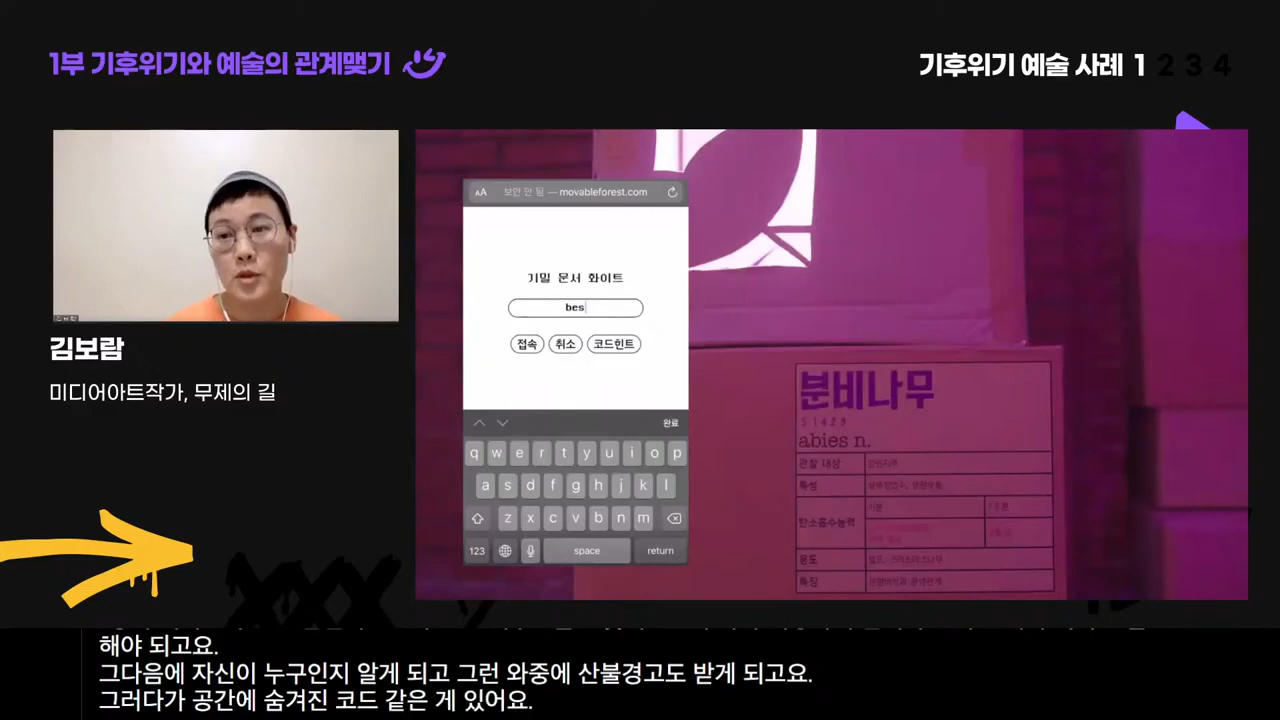 1부 기후위기와 예술의 관계맺기
기후위기 예술 사례 1 2 3 4
김보람
미디어아트작가, 무제의 길
AA 보안 안 됨 — movableforest.com
기밀 문서 화이트
bes
접속 취소 코드힌트
완료
q w e r t y u i o p
a s d f g h j k l
z x c v b n m
123 space return
분비나무
51429
abies n.
관찰 대상
특성
탄소흡수능력 기준
용도
특징
해야 되고요.
그다음에 자신이 누구인지 알게 되고 그런 와중에 산불경고도 받게 되고요.
그러다가 공간에 숨겨진 코드 같은 게 있어요.